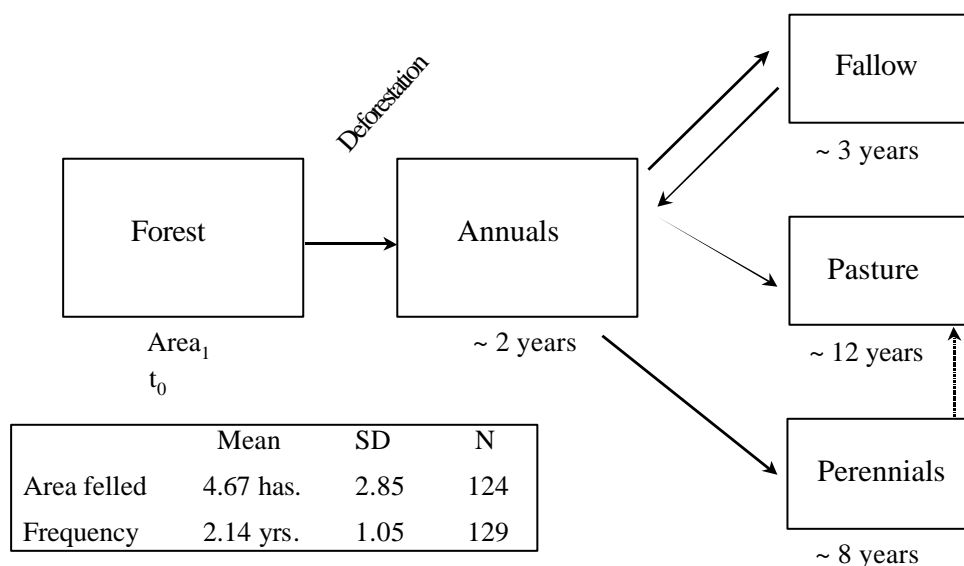 Deforestation
Fallow
~ 3 years
Forest
Annuals
Pasture
Area₁
t₀
~ 2 years
~ 12 years
Mean SD N
Area felled 4.67 has. 2.85 124
Frequency 2.14 yrs. 1.05 129
Perennials
~ 8 years